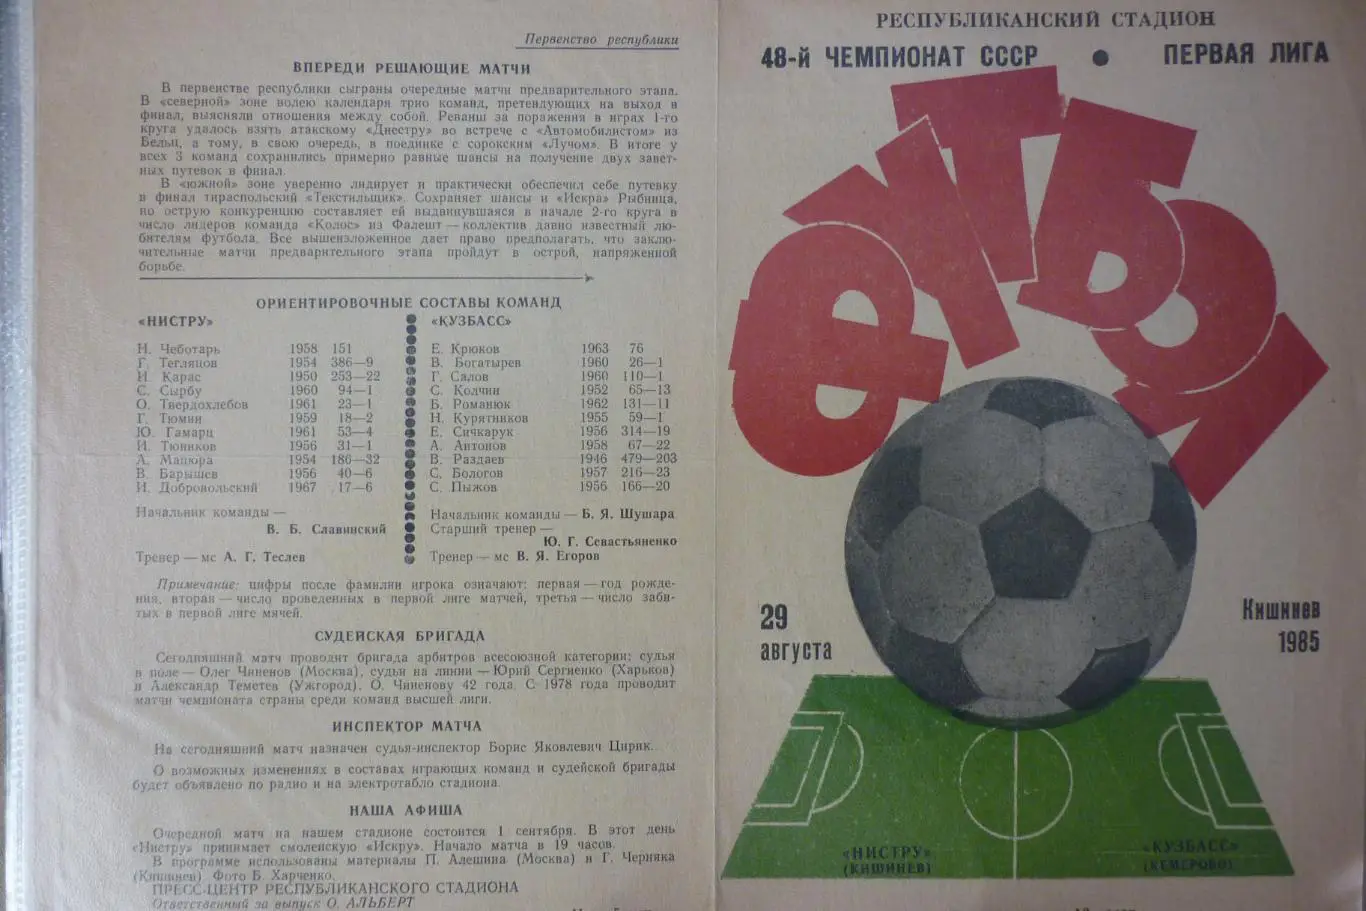 Первенство республики
ВПЕРЕДИ РЕШАЮЩИЕ МАТЧИ
В первенстве республики сыграны очередные матчи предварительного этапа.
В «северной» зоне волею календаря трио команд, претендующих на выход в
финал, выясняли отношения между собой. Реванш за поражения в играх 1-го
круга удалось взять атакскому «Днестру» во встрече с «Автомобилистом» из
Бельц, а тому, в свою очередь, в поединке с сорокским «Лучом». В итоге у
всех 3 команд сохранились примерно равные шансы на получение двух завет-
ных путевок в финал.
В «южной» зоне уверенно лидирует и практически обеспечил себе путевку
в финал тираспольский «Текстильщик». Сохраняет шансы и «Искра» Рыбница,
но острую конкуренцию составляет ей выдвинувшаяся в начале 2-го круга в
число лидеров команда «Колос» из Фалешт — коллектив давно известный лю-
бителям футбола. Все вышеизложенное дает право предполагать, что заклю-
чительные матчи предварительного этапа пройдут в острой, напряженной
борьбе.
ОРИЕНТИРОВОЧНЫЕ СОСТАВЫ КОМАНД
«НИСТРУ» «КУЗБАСС»
Н. Чеботарь 1958 151 Е. Крюков 1963 76
Г. Тегляцов 1954 386—9 В. Богатырев 1960 26—1
И. Карас 1950 253—22 Г. Салов 1960 110—1
С. Сырбу 1960 94—1 С. Колчин 1952 65—13
О. Твердохлебов 1961 23—1 Б. Романюк 1962 131—11
Г. Тюмин 1959 18—2 Н. Курятников 1955 59—1
Ю. Гамарц 1961 53—4 Е. Сичкарук 1956 314—19
И. Тюников 1956 31—1 А. Антонов 1958 67—22
А. Мацюра 1954 186—32 В. Раздаев 1946 479—203
В. Барышев 1956 40—6 С. Бологов 1957 216—23
И. Добровольский 1967 17—6 С. Пыжов 1956 166—20
Начальник команды — Начальник команды — Б. Я. Шушара
В. Б. Славинский Старший тренер —
Ю. Г. Севастьяненко
Тренер — мс А. Г. Теслев Тренер — мс В. Я. Егоров
Примечание: цифры после фамилии игрока означают: первая — год рожде-
ния, вторая — число проведенных в первой лиге матчей, третья — число заби-
тых в первой лиге мячей.
СУДЕЙСКАЯ БРИГАДА
Сегодняшний матч проводит бригада арбитров всесоюзной категории: судья
в поле — Олег Чиненов (Москва), судьи на линии — Юрий Сергиенко (Харьков)
и Александр Теметев (Ужгород). О. Чиненову 42 года. С 1978 года проводит
матчи чемпионата страны среди команд высшей лиги.
ИНСПЕКТОР МАТЧА
На сегодняшний матч назначен судья-инспектор Борис Яковлевич Цирик.
О возможных изменениях в составах играющих команд и судейской бригады
будет объявлено по радио и на электротабло стадиона.
НАША АФИША
Очередной матч на нашем стадионе состоится 1 сентября. В этот день
«Нистру» принимает смоленскую «Искру». Начало матча в 19 часов.
В программе использованы материалы П. Алешина (Москва) и Г. Черняка
(Кишинев). Фото Б. Харченко.
ПРЕСС-ЦЕНТР РЕСПУБЛИКАНСКОГО СТАДИОНА
Ответственный за выпуск О. АЛЬБЕРТ
РЕСПУБЛИКАНСКИЙ СТАДИОН
48-й ЧЕМПИОНАТ СССР • ПЕРВАЯ ЛИГА
ФУТБОЛ
29
августа
Кишинев
1985
«НИСТРУ»
(КИШИНЕВ)
«КУЗБАСС»
(КЕМЕРОВО)